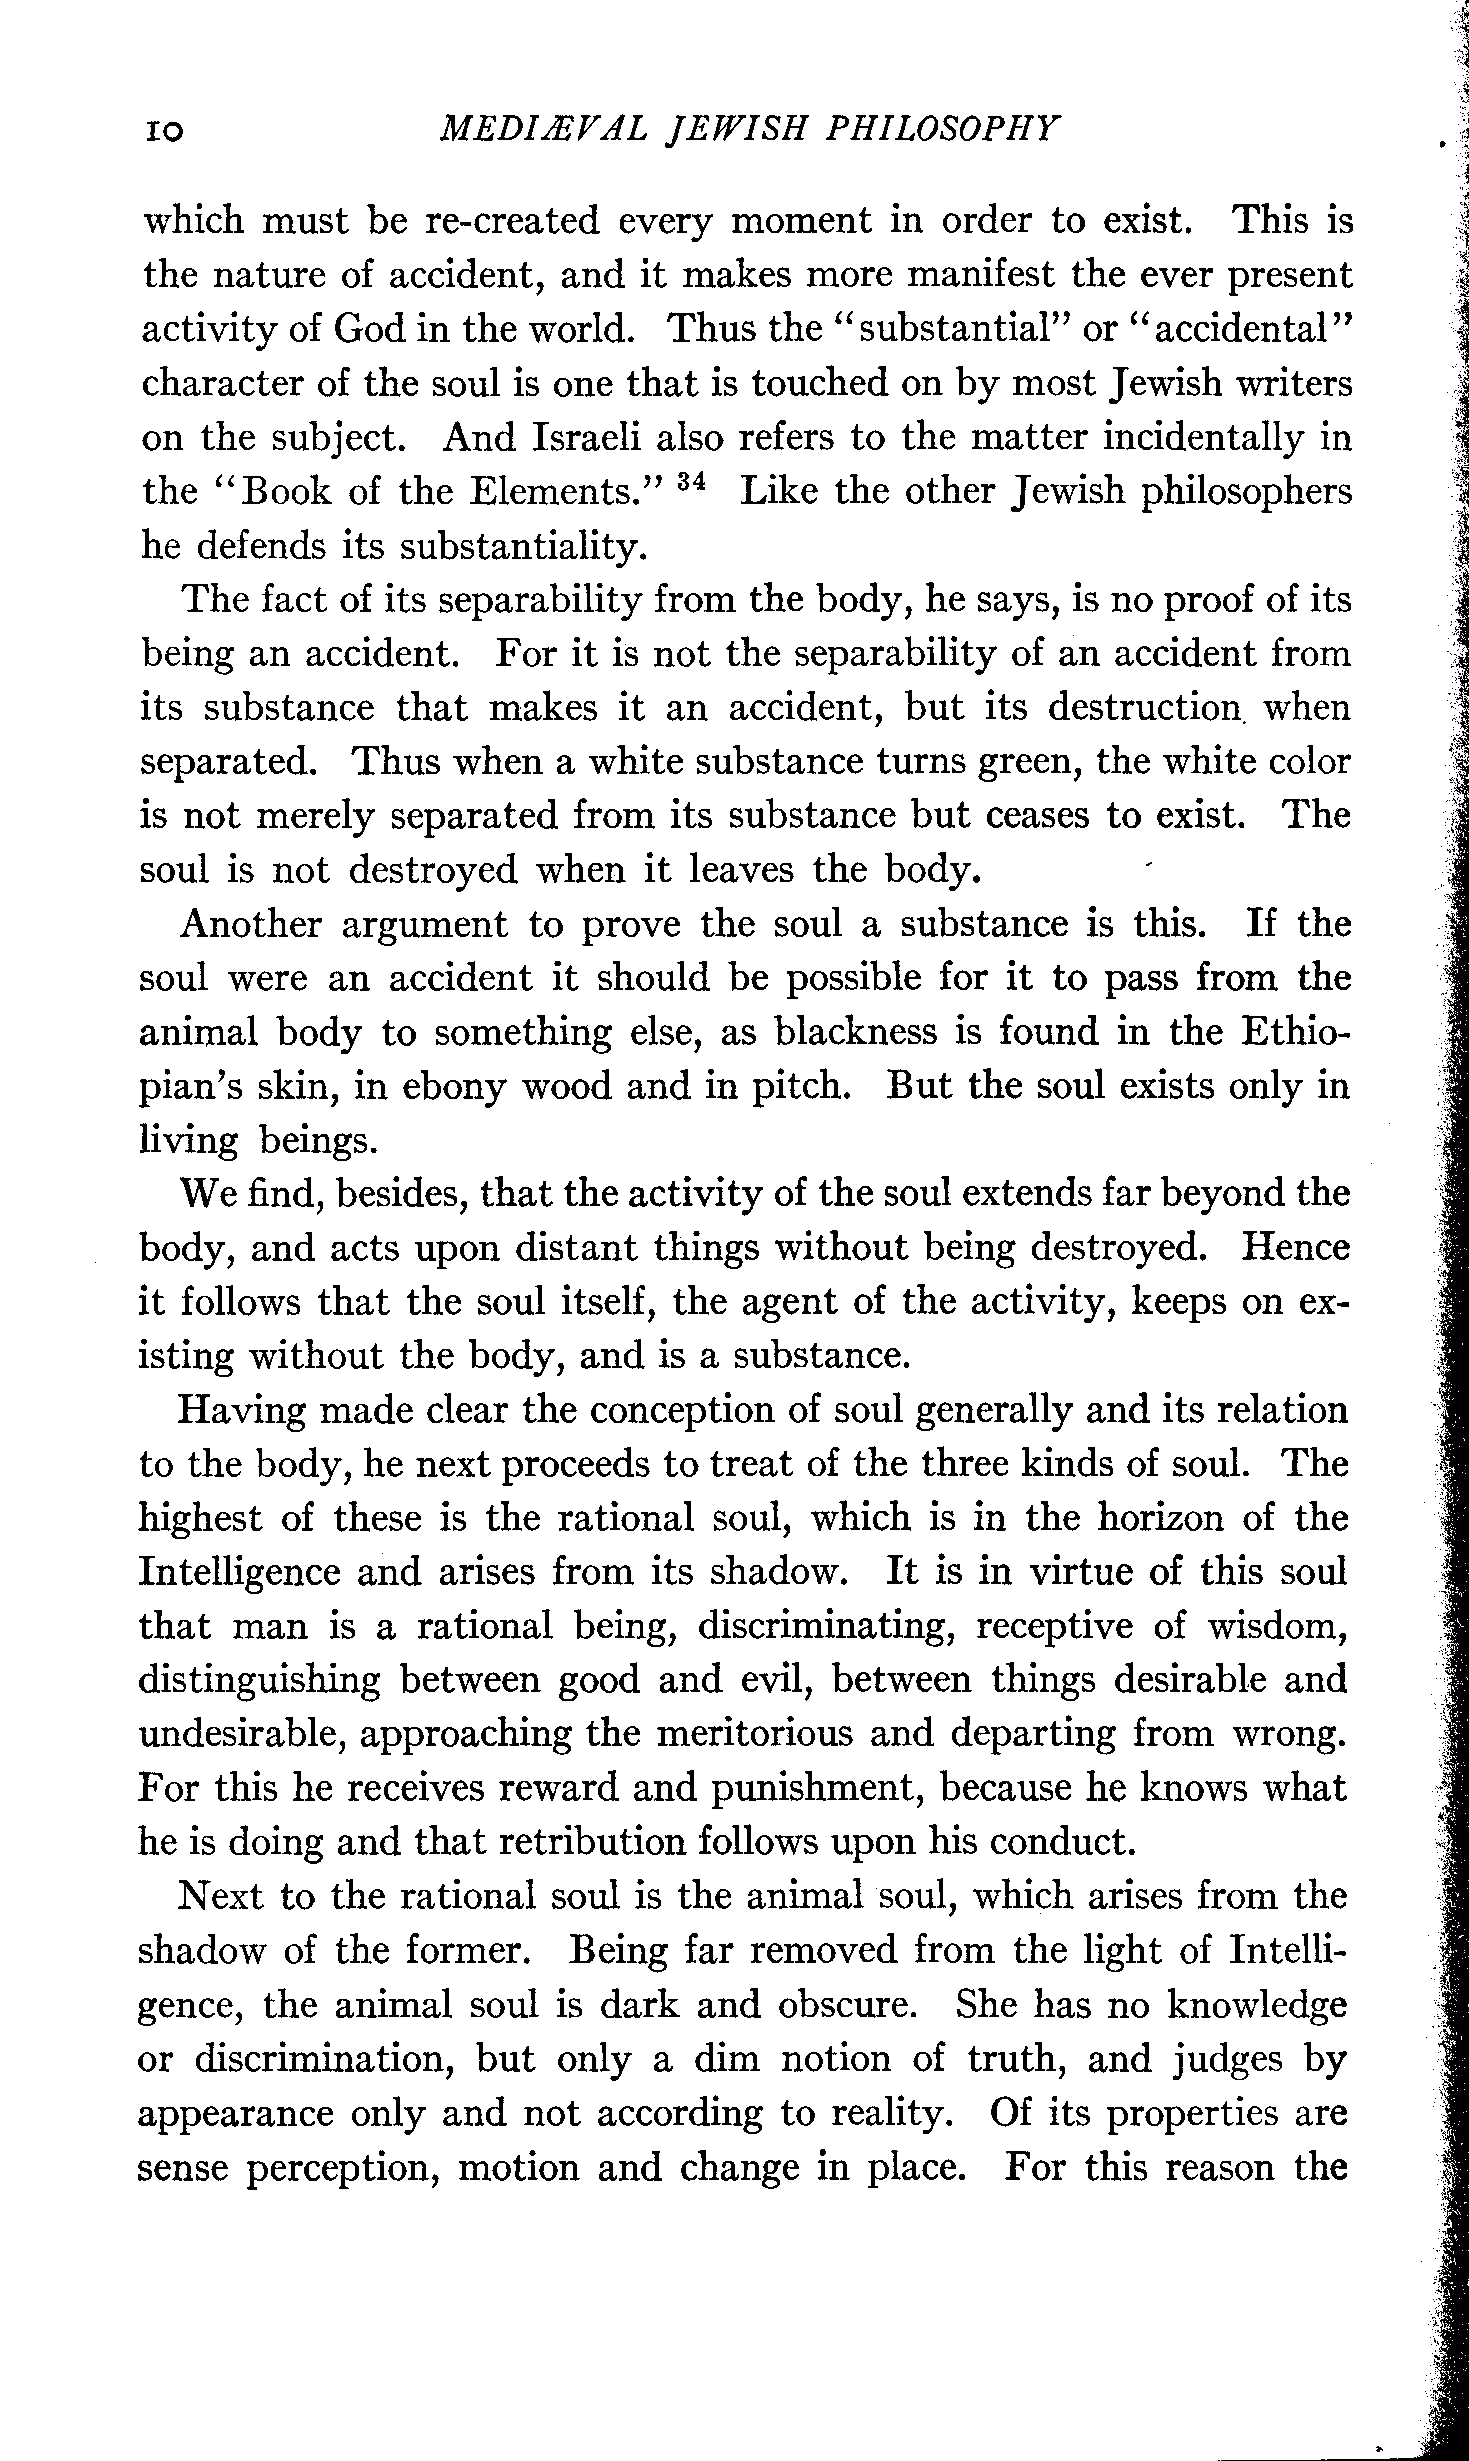 10 MEDIÆVAL JEWISH PHILOSOPHY
which must be re-created every moment in order to exist. This is
the nature of accident, and it makes more manifest the ever present
activity of God in the world. Thus the "substantial" or "accidental"
character of the soul is one that is touched on by most Jewish writers
on the subject. And Israeli also refers to the matter incidentally in
the "Book of the Elements." 34 Like the other Jewish philosophers
he defends its substantiality.
The fact of its separability from the body, he says, is no proof of its
being an accident. For it is not the separability of an accident from
its substance that makes it an accident, but its destruction when
separated. Thus when a white substance turns green, the white color
is not merely separated from its substance but ceases to exist. The
soul is not destroyed when it leaves the body.
Another argument to prove the soul a substance is this. If the
soul were an accident it should be possible for it to pass from the
animal body to something else, as blackness is found in the Ethio-
pian's skin, in ebony wood and in pitch. But the soul exists only in
living beings.
We find, besides, that the activity of the soul extends far beyond the
body, and acts upon distant things without being destroyed. Hence
it follows that the soul itself, the agent of the activity, keeps on ex-
isting without the body, and is a substance.
Having made clear the conception of soul generally and its relation
to the body, he next proceeds to treat of the three kinds of soul. The
highest of these is the rational soul, which is in the horizon of the
Intelligence and arises from its shadow. It is in virtue of this soul
that man is a rational being, discriminating, receptive of wisdom,
distinguishing between good and evil, between things desirable and
undesirable, approaching the meritorious and departing from wrong.
For this he receives reward and punishment, because he knows what
he is doing and that retribution follows upon his conduct.
Next to the rational soul is the animal soul, which arises from the
shadow of the former. Being far removed from the light of Intelli-
gence, the animal soul is dark and obscure. She has no knowledge
or discrimination, but only a dim notion of truth, and judges by
appearance only and not according to reality. Of its properties are
sense perception, motion and change in place. For this reason the